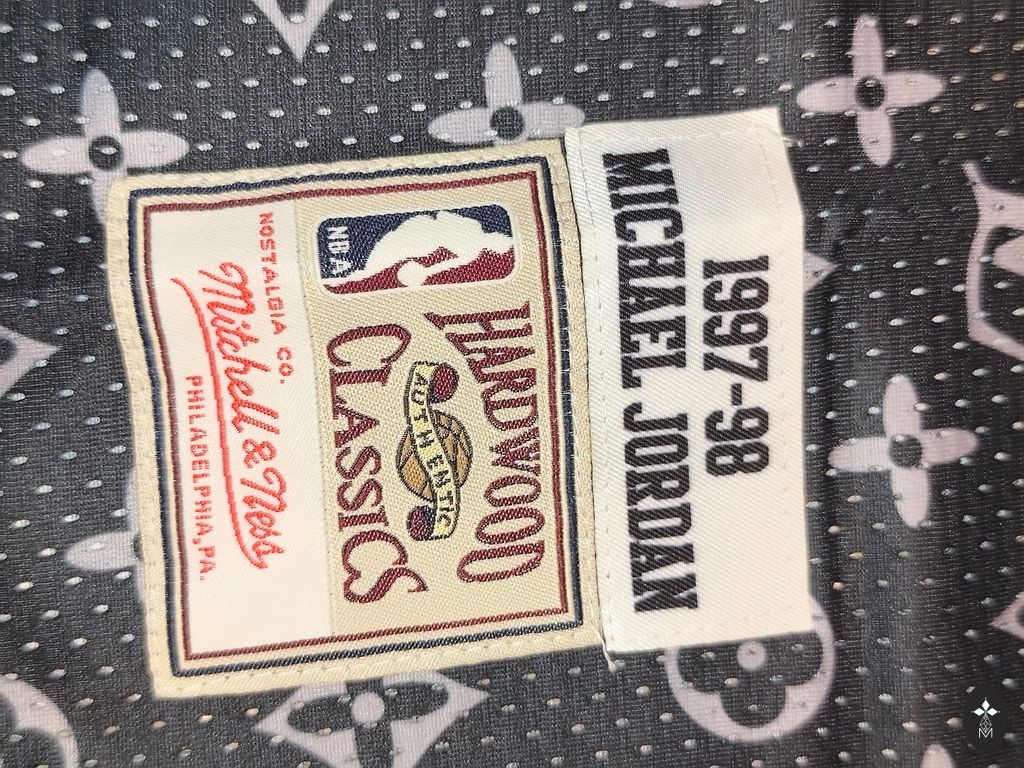 NOSTALGIA CO.
Mitchell & Ness
PHILADELPHIA, PA.
NBA
HARDWOOD
AUTHENTIC
CLASSICS
MICHAEL JORDAN
1997-98
M